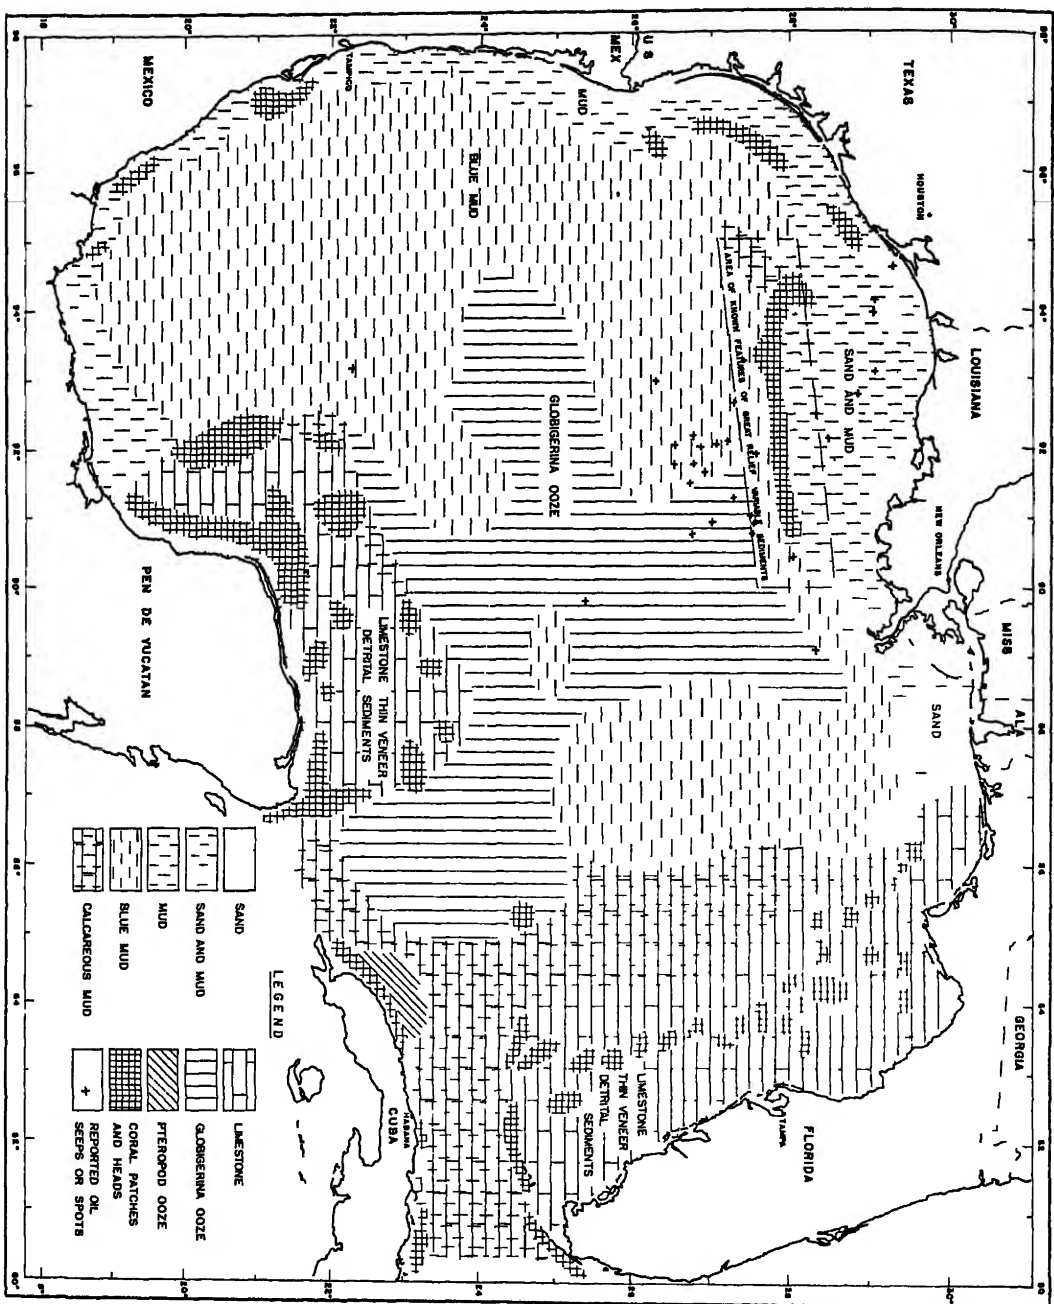 TEXAS
HOUSTON
LOUISIANA
NEW ORLEANS
MISS
ALA
GEORGIA
FLORIDA
TAMPA
U S
MEX
MUD
SAND AND MUD
SAND
AREA OF KNOWN FEATURES OF GREAT RELIEF VARIABLE SEDIMENTS
BLUE MUD
GLOBIGERINA OOZE
LIMESTONE
THIN VENEER
DETRITAL
SEDIMENTS
MEXICO
TAMPICO
LIMESTONE THIN VENEER
DETRITAL SEDIMENTS
PEN DE YUCATAN
HABANA
CUBA
LEGEND
SAND
SAND AND MUD
MUD
BLUE MUD
CALCAREOUS MUD
LIMESTONE
GLOBIGERINA OOZE
PTEROPOD OOZE
CORAL PATCHES
AND HEADS
REPORTED OIL
SEEPS OR SPOTS